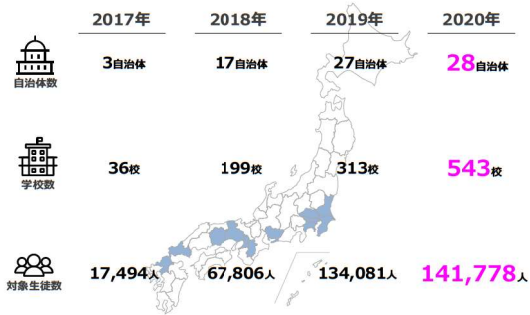 2017年 2018年 2019年 2020年
自治体数 3自治体 17自治体 27自治体 28自治体
学校数 36校 199校 313校 543校
対象生徒数 17,494人 67,806人 134,081人 141,778人